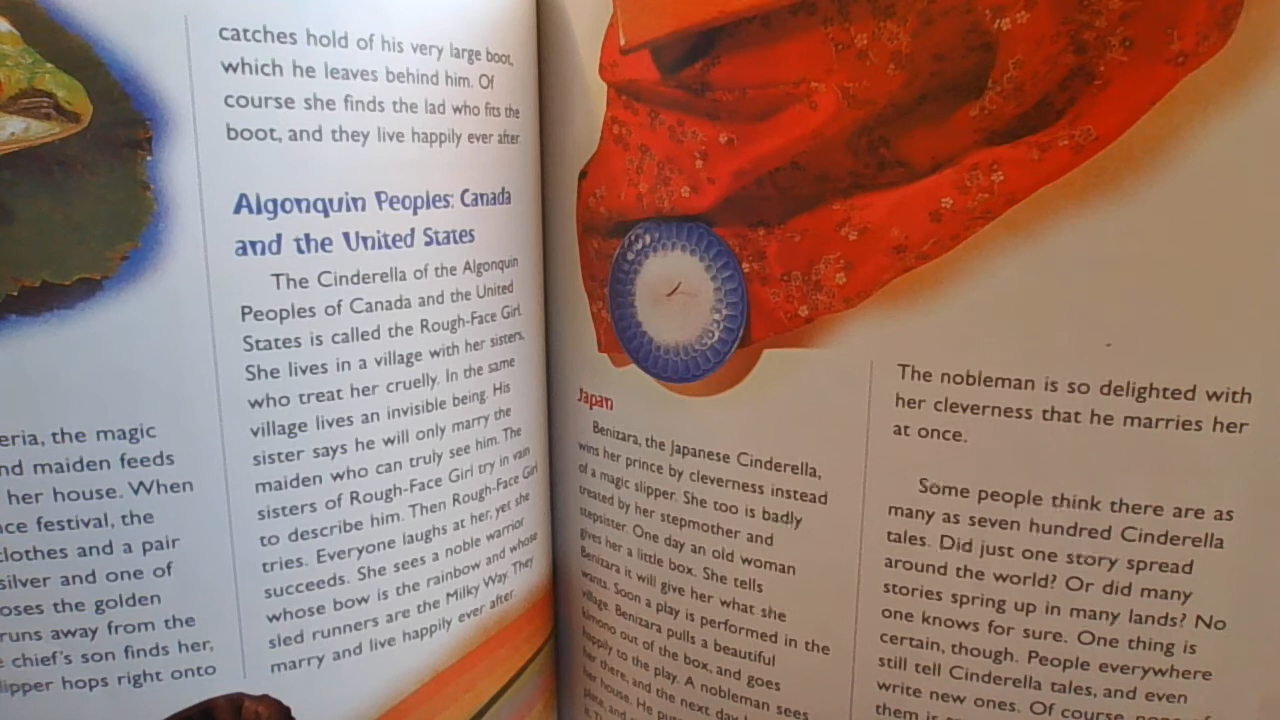 eria, the magic
nd maiden feeds
her house. When
nce festival, the
clothes and a pair
silver and one of
oses the golden
runs away from the
chief's son finds her,
lipper hops right onto
catches hold of his very large boot,
which he leaves behind him. Of
course she finds the lad who fits the
boot, and they live happily ever after.
Algonquin Peoples: Canada
and the United States
The Cinderella of the Algonquin
Peoples of Canada and the United
States is called the Rough-Face Girl.
She lives in a village with her sisters,
who treat her cruelly. In the same
village lives an invisible being. His
sister says he will only marry the
maiden who can truly see him. The
sisters of Rough-Face Girl try in vain
to describe him. Then Rough-Face Girl
tries. Everyone laughs at her, yet she
succeeds. She sees a noble warrior
whose bow is the rainbow and whose
sled runners are the Milky Way. They
marry and live happily ever after.
Japan
Benizara, the Japanese Cinderella,
wins her prince by cleverness instead
of a magic slipper. She too is badly
treated by her stepmother and
stepsister. One day an old woman
gives her a little box. She tells
Benizara it will give her what she
wants. Soon a play is performed in the
village. Benizara pulls a beautiful
kimono out of the box, and goes
happily to the play. A nobleman sees
her there, and the next day
her house. He
The nobleman is so delighted with
her cleverness that he marries her
at once.
Some people think there are as
many as seven hundred Cinderella
tales. Did just one story spread
around the world? Or did many
stories spring up in many lands? No
one knows for sure. One thing is
certain, though. People everywhere
still tell Cinderella tales, and even
write new ones. Of course
them